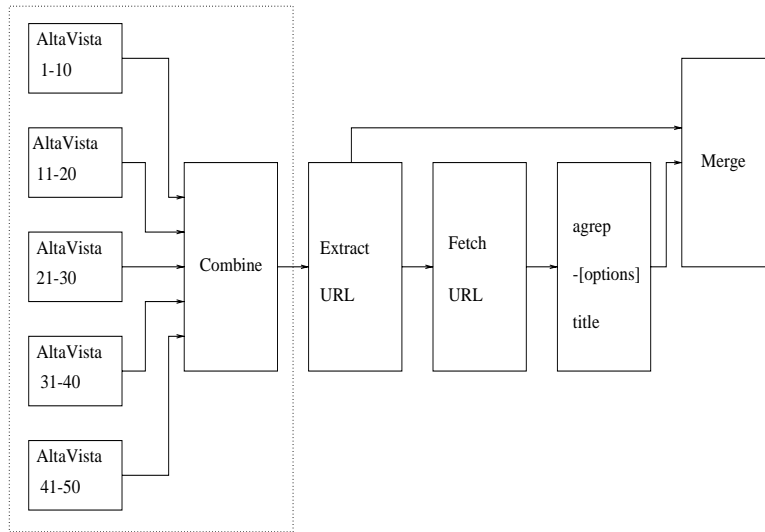 AltaVista
1-10
AltaVista
11-20
AltaVista
21-30
AltaVista
31-40
AltaVista
41-50
Combine
Extract
URL
Fetch
URL
agrep
-[options]
title
Merge